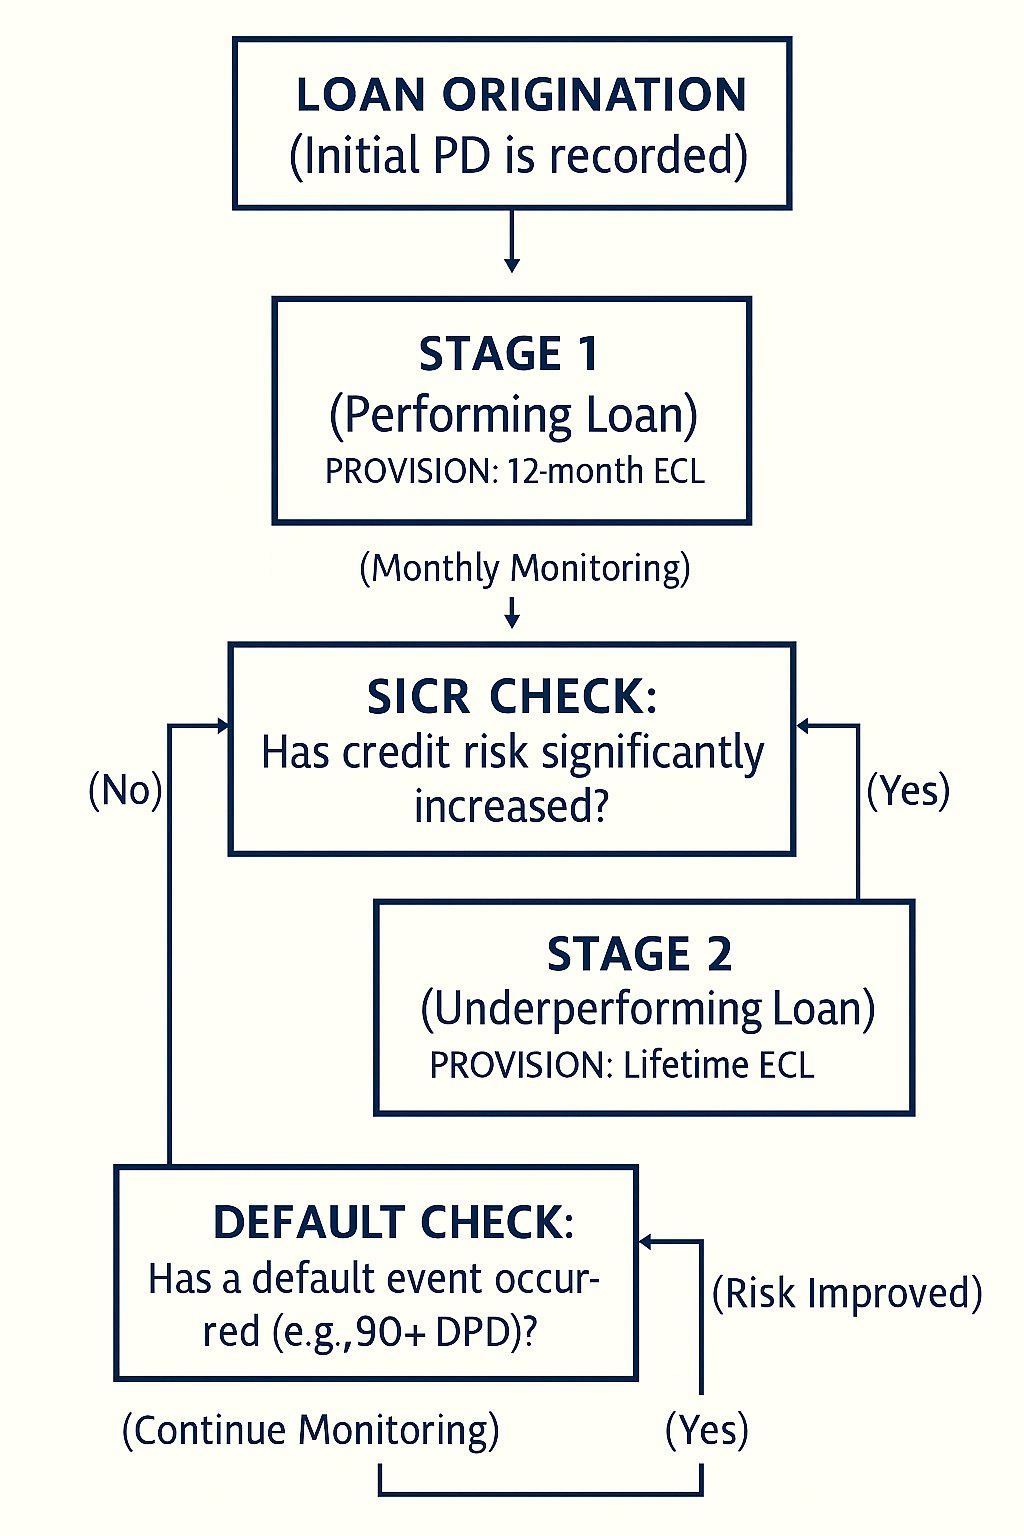 LOAN ORIGINATION
(Initial PD is recorded)
STAGE 1
(Performing Loan)
PROVISION: 12-month ECL
(Monthly Monitoring)
SICR CHECK:
Has credit risk significantly
increased?
(No)
(Yes)
STAGE 2
(Underperforming Loan)
PROVISION: Lifetime ECL
DEFAULT CHECK:
Has a default event occur-
red (e.g., 90+ DPD)?
(Risk Improved)
(Continue Monitoring)
(Yes)